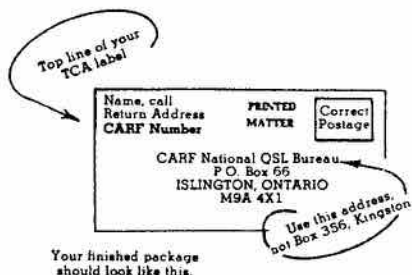 Top line of your
TCA label
Name, call
Return Address
CARF Number
PRINTED
MATTER
Correct
Postage
CARF National QSL Bureau
P.O. Box 66
ISLINGTON, ONTARIO
M9A 4X1
Use this address,
not Box 356, Kingston
Your finished package
should look like this.